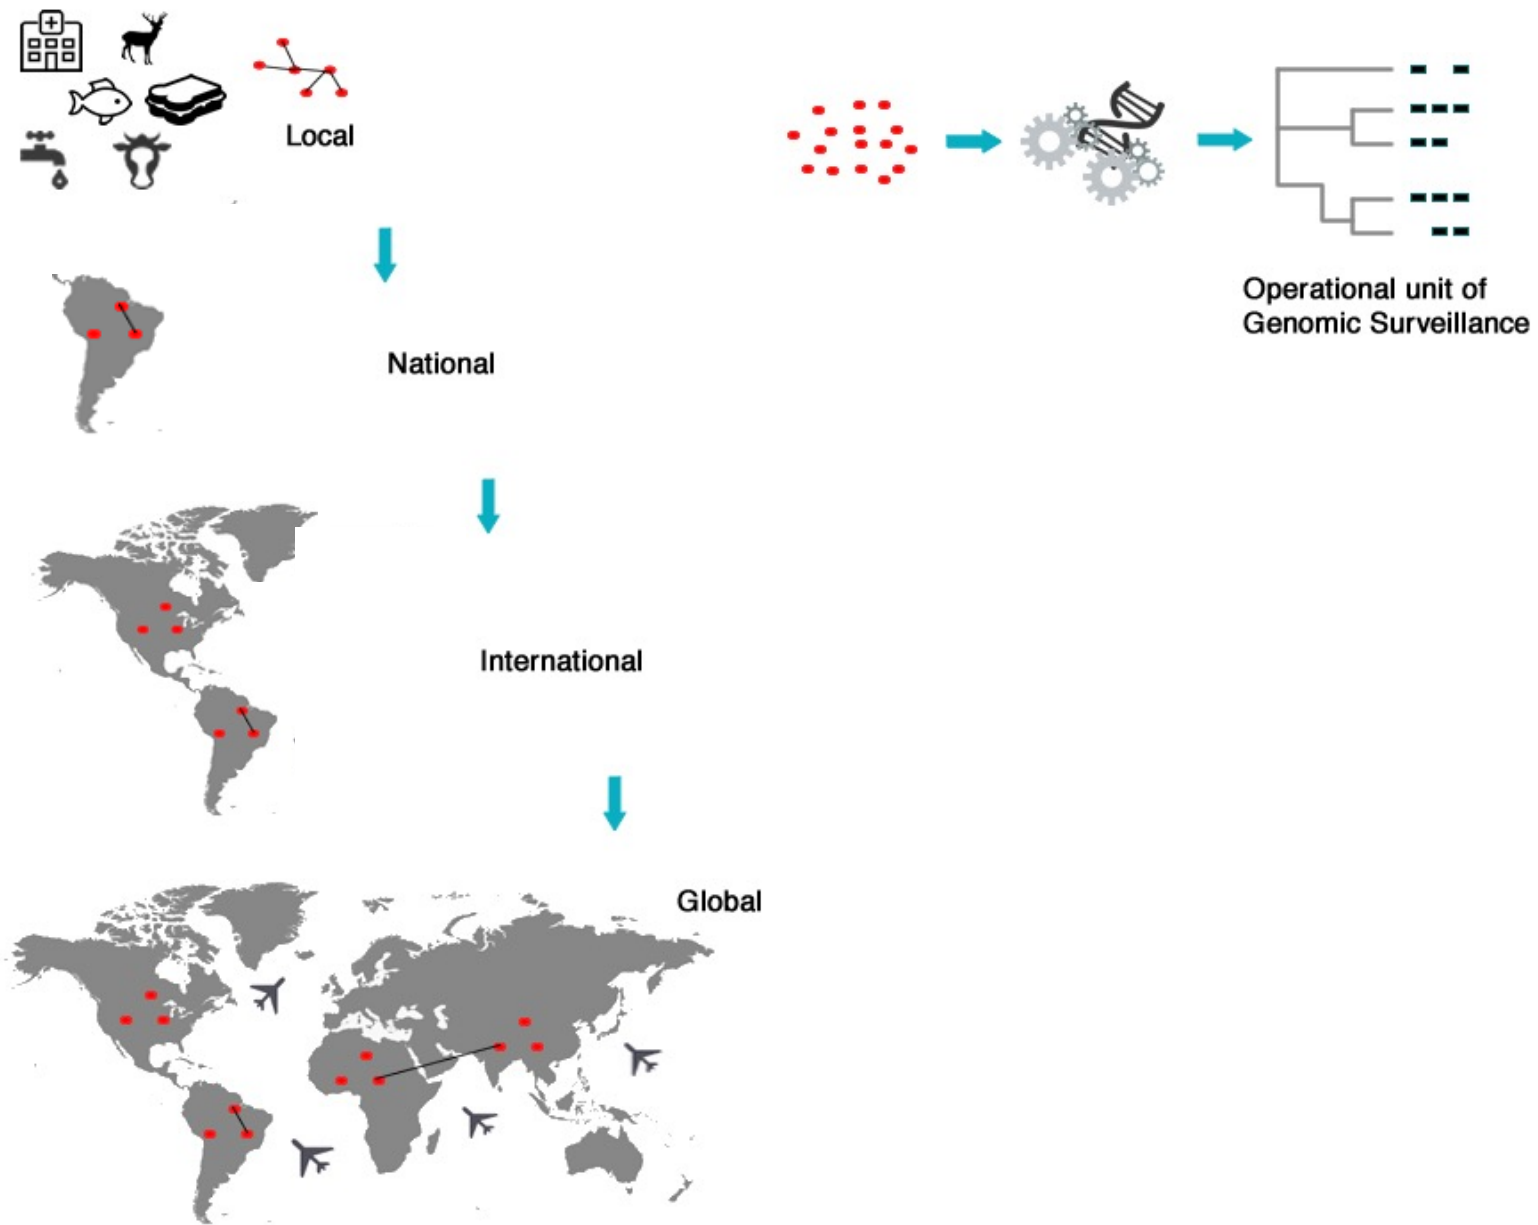 Local
Operational unit of
Genomic Surveillance
National
International
Global